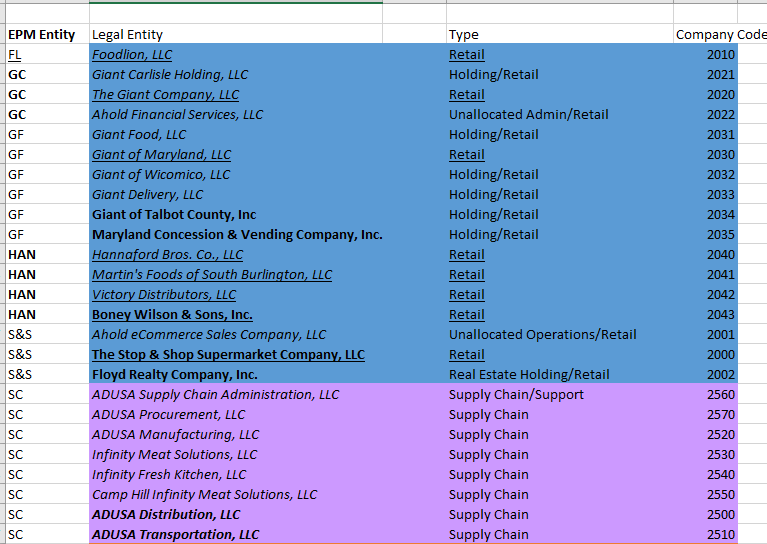 EPM Entity Legal Entity Type Company Code
FL Foodlion, LLC Retail 2010
GC Giant Carlisle Holding, LLC Holding/Retail 2021
GC The Giant Company, LLC Retail 2020
GC Ahold Financial Services, LLC Unallocated Admin/Retail 2022
GF Giant Food, LLC Holding/Retail 2031
GF Giant of Maryland, LLC Retail 2030
GF Giant of Wicomico, LLC Holding/Retail 2032
GF Giant Delivery, LLC Holding/Retail 2033
GF Giant of Talbot County, Inc Holding/Retail 2034
GF Maryland Concession & Vending Company, Inc. Holding/Retail 2035
HAN Hannaford Bros. Co., LLC Retail 2040
HAN Martin's Foods of South Burlington, LLC Retail 2041
HAN Victory Distributors, LLC Retail 2042
HAN Boney Wilson & Sons, Inc. Retail 2043
S&S Ahold eCommerce Sales Company, LLC Unallocated Operations/Retail 2001
S&S The Stop & Shop Supermarket Company, LLC Retail 2000
S&S Floyd Realty Company, Inc. Real Estate Holding/Retail 2002
SC ADUSA Supply Chain Administration, LLC Supply Chain/Support 2560
SC ADUSA Procurement, LLC Supply Chain 2570
SC ADUSA Manufacturing, LLC Supply Chain 2520
SC Infinity Meat Solutions, LLC Supply Chain 2530
SC Infinity Fresh Kitchen, LLC Supply Chain 2540
SC Camp Hill Infinity Meat Solutions, LLC Supply Chain 2550
SC ADUSA Distribution, LLC Supply Chain 2500
SC ADUSA Transportation, LLC Supply Chain 2510